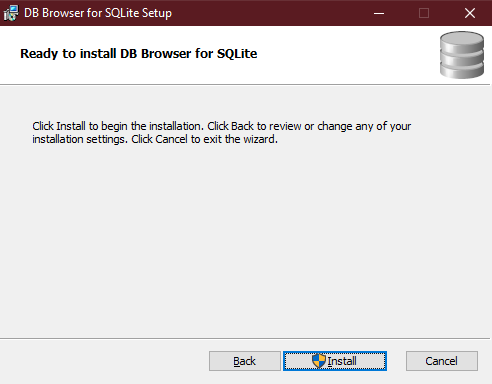 DB Browser for SQLite Setup
Ready to install DB Browser for SQLite
Click Install to begin the installation. Click Back to review or change any of your
installation settings. Click Cancel to exit the wizard.
Back Install Cancel